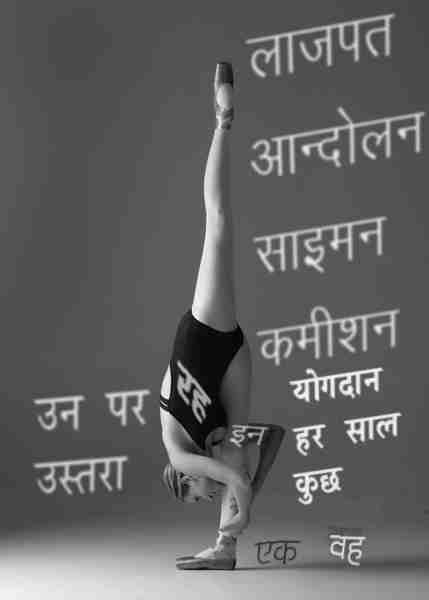 लाजपत
आन्दोलन
साइमन
कमीशन
योगदान
रह
उन पर
इन
हर साल
उस्तरा
कुछ
एक
वह